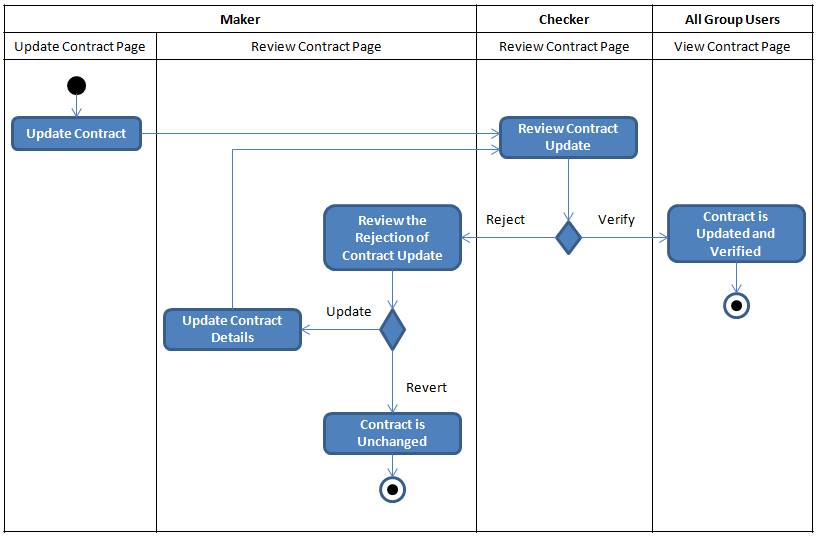 Maker
Checker
All Group Users
Update Contract Page
Review Contract Page
Review Contract Page
View Contract Page
Update Contract
Review Contract
Update
Review the
Rejection of
Contract Update
Reject
Verify
Contract is
Updated and
Verified
Update Contract
Details
Update
Revert
Contract is
Unchanged